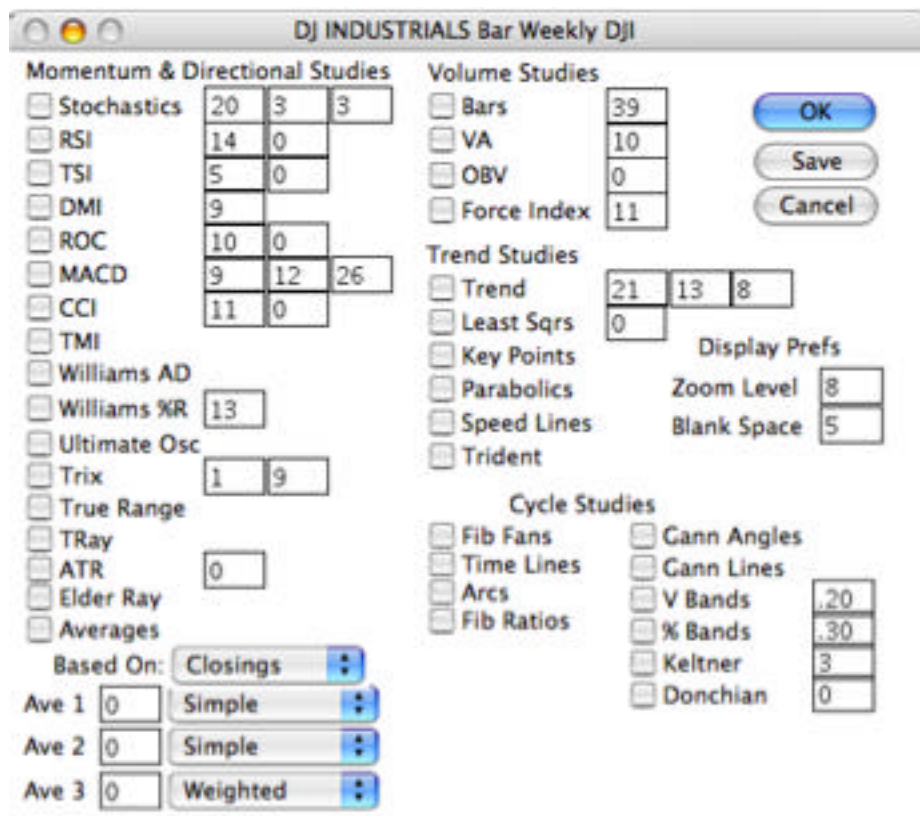 DJ INDUSTRIALS Bar Weekly DJI
Momentum & Directional Studies
Stochastics 20 3 3
RSI 14 0
TSI 5 0
DMI 9
ROC 10 0
MACD 9 12 26
CCI 11 0
TMI
Williams AD
Williams %R 13
Ultimate Osc
Trix 1 9
True Range
TRay
ATR 0
Elder Ray
Averages
Based On: Closings
Ave 1 0 Simple
Ave 2 0 Simple
Ave 3 0 Weighted
Volume Studies
Bars 39
VA 10
OBV 0
Force Index 11
Trend Studies
Trend 21 13 8
Least Sqrs 0
Key Points
Parabolics
Speed Lines
Trident
OK
Save
Cancel
Display Prefs
Zoom Level 8
Blank Space 5
Cycle Studies
Fib Fans
Time Lines
Arcs
Fib Ratios
Gann Angles
Gann Lines
V Bands .20
% Bands .30
Keltner 3
Donchian 0